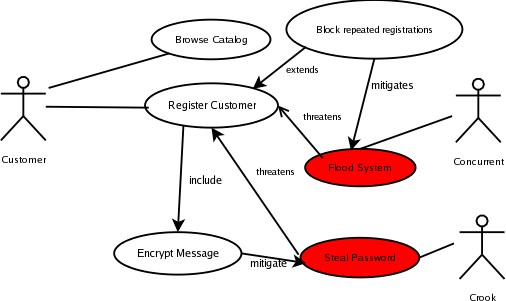 Block repeated registrations
Browse Catalog
extends
mitigates
Register Customer
threatens
Customer
Concurrent
Flood System
threatens
include
Encrypt Message
mitigate
Steal Password
Crook